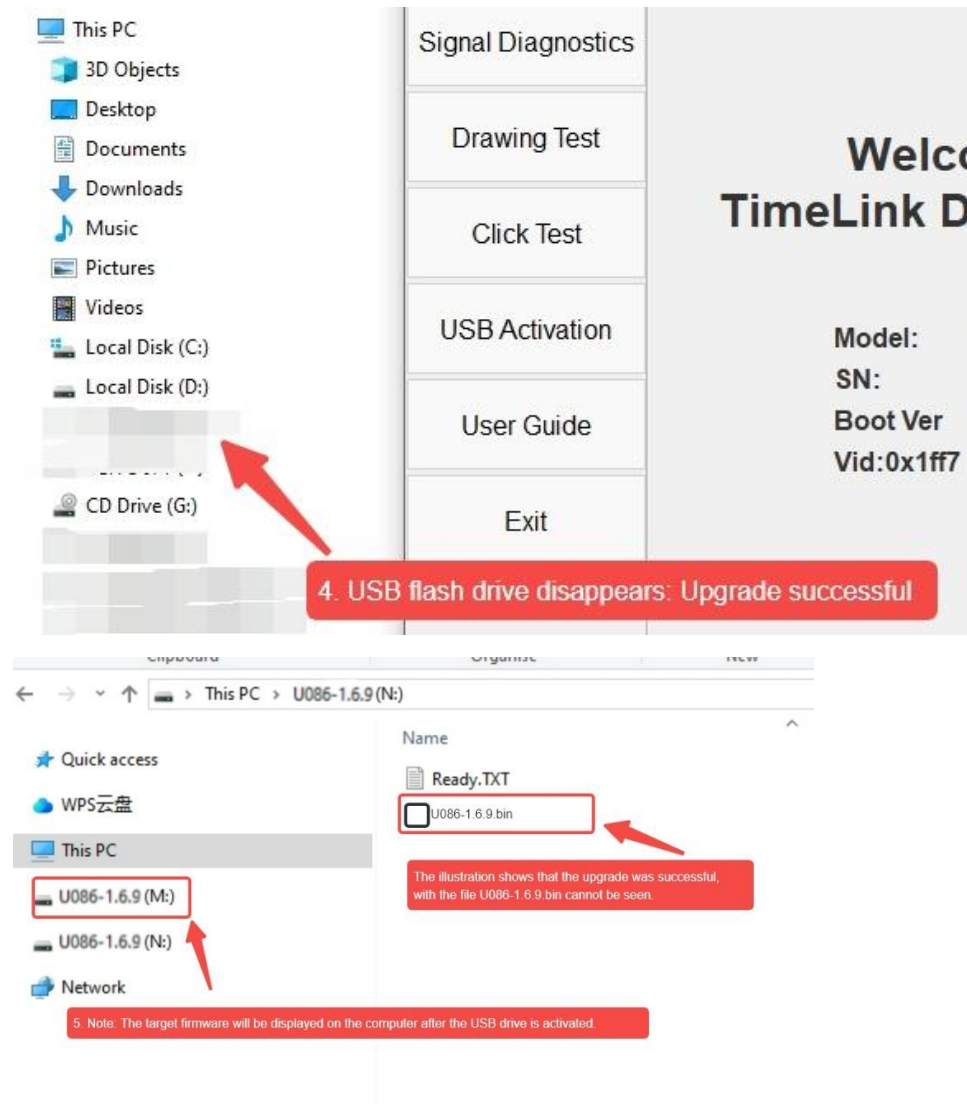 This PC
3D Objects
Desktop
Documents
Downloads
Music
Pictures
Videos
Local Disk (C:)
Local Disk (D:)
CD Drive (G:)
Signal Diagnostics
Drawing Test
Click Test
USB Activation
User Guide
Exit
TimeLink D
Model:
SN:
Boot Ver
Vid:0x1ff7
4. USB flash drive disappears: Upgrade successful
This PC > U086-1.6.9 (N:)
Quick access
WPS云盘
This PC
U086-1.6.9 (M:)
U086-1.6.9 (N:)
Network
Name
Ready.TXT
U086-1.6.9.bin
The illustration shows that the upgrade was successful,
with the file U086-1.6.9.bin cannot be seen.
5. Note: The target firmware will be displayed on the computer after the USB drive is activated.